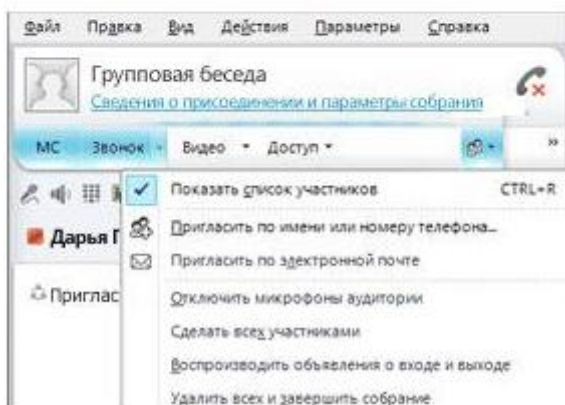 Файл Правка Вид Действия Параметры Справка
Групповая беседа
Сведения о присоединении и параметры собрания
МС Звонок Видео Доступ »
Показать список участников CTRL+R
Дарья Г
Пригласить по имени или номеру телефона...
Пригласить по электронной почте
Приглас
Отключить микрофоны аудитории
Сделать всех участниками
Воспроизводить объявления о входе и выходе
Удалить всех и завершить собрание